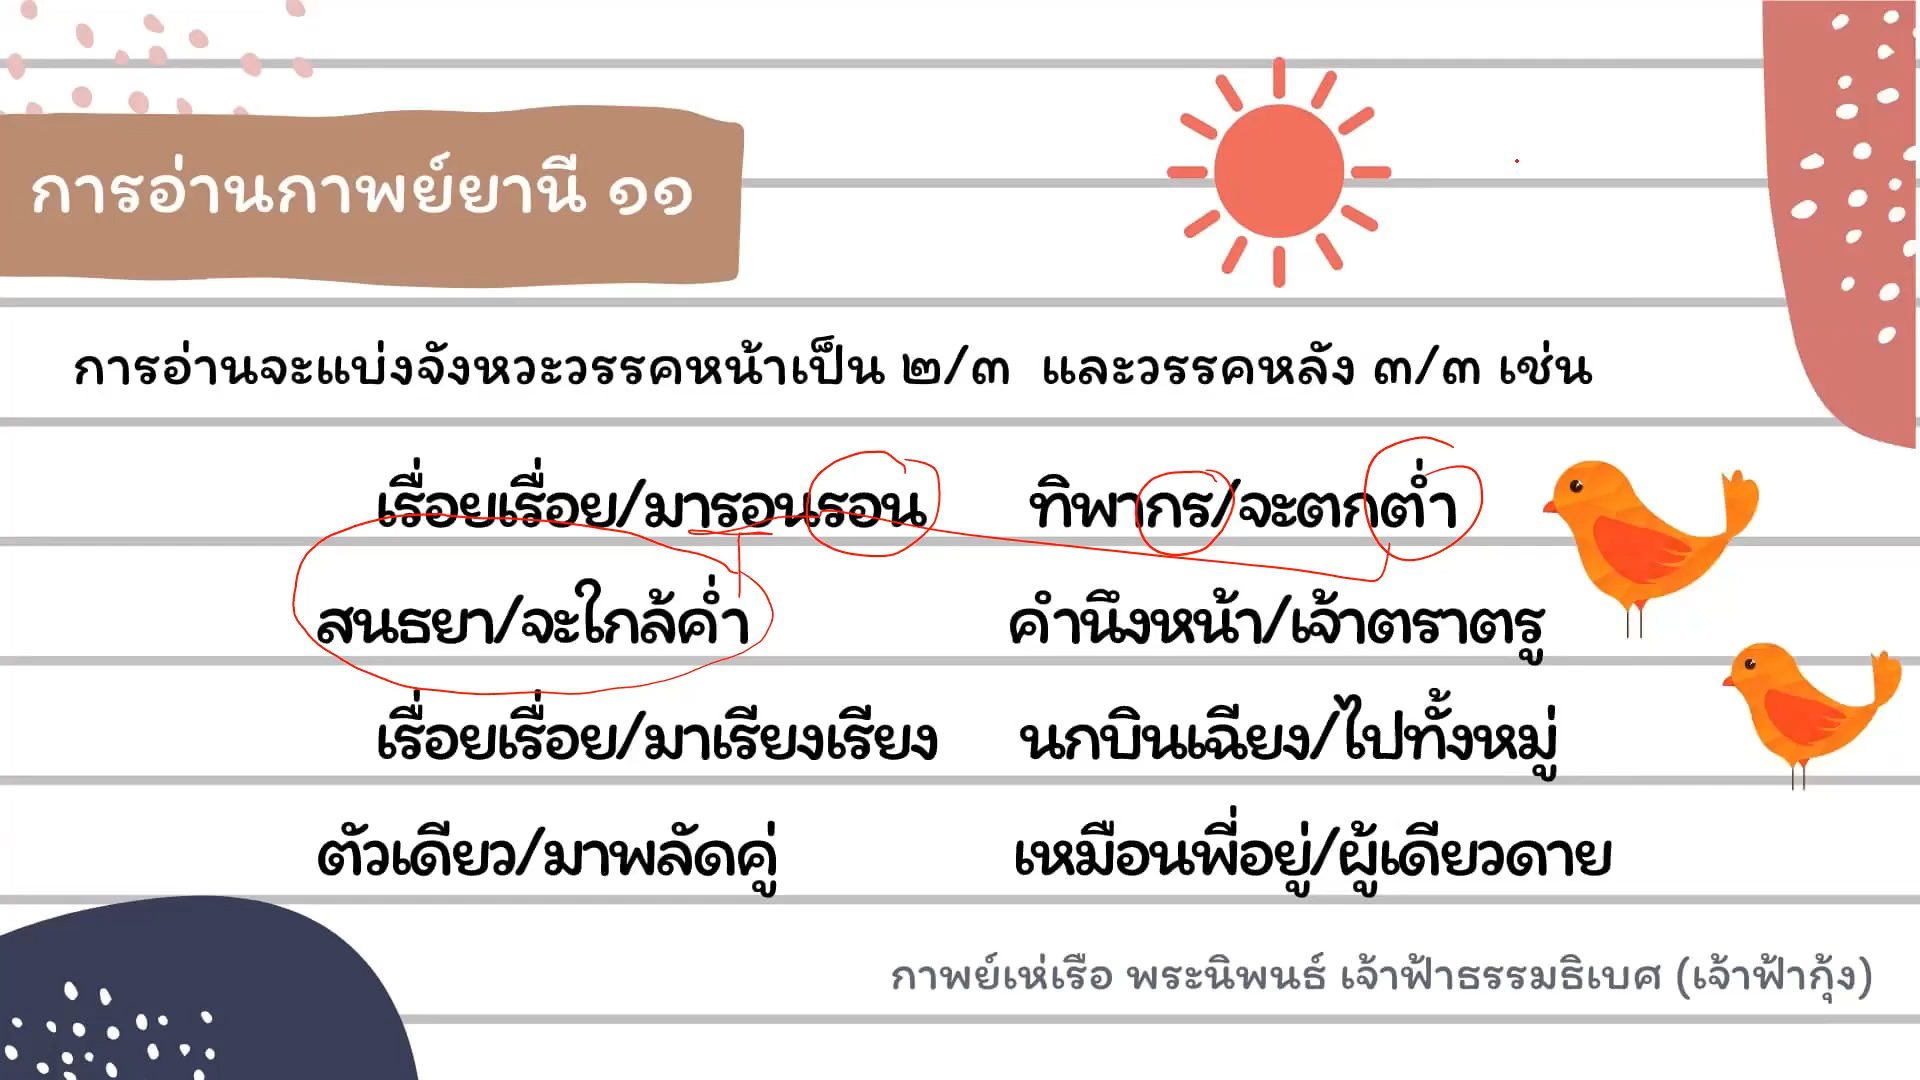 การอ่านกาพย์ยานี ๑๑
การอ่านจะแบ่งจังหวะวรรคหน้าเป็น ๒/๓ และวรรคหลัง ๓/๓ เช่น
เรื่อยเรื่อย/มารอนรอน ทิพากร/จะตกต่ำ
สนธยา/จะใกล้ค่ำ คำนึงหน้า/เจ้าตราตรู
เรื่อยเรื่อย/มาเรียงเรียง นกบินเฉียง/ไปทั้งหมู่
ตัวเดียว/มาพลัดคู่ เหมือนพี่อยู่/ผู้เดียวดาย
กาพย์เห่เรือ พระนิพนธ์ เจ้าฟ้าธรรมธิเบศ (เจ้าฟ้ากุ้ง)